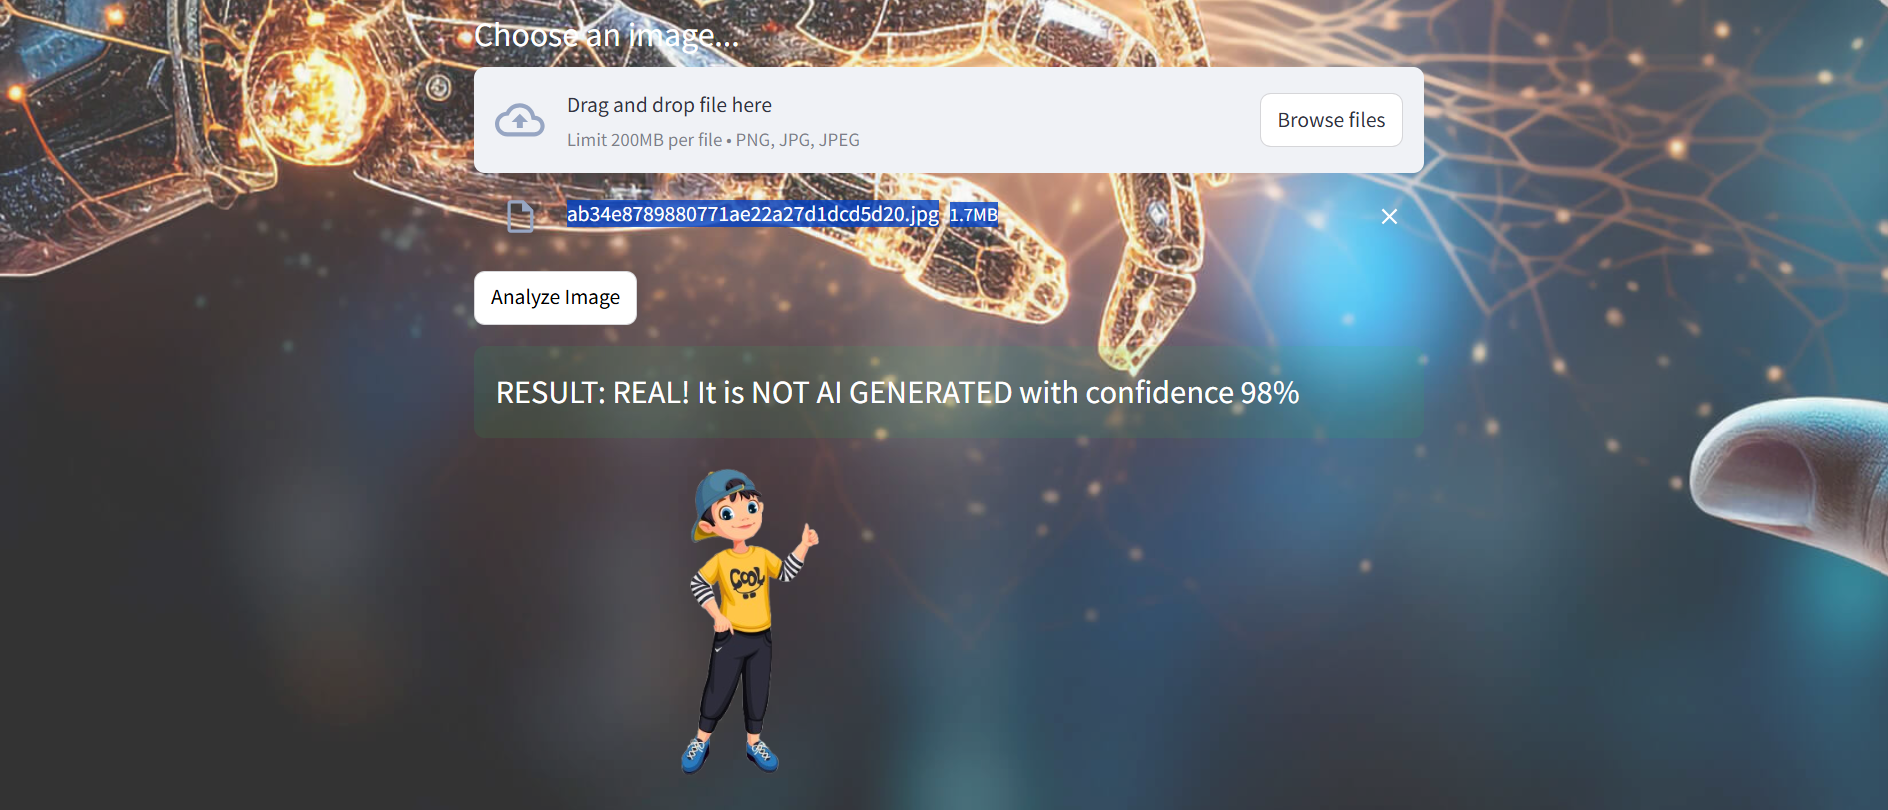 Choose an image...
Drag and drop file here
Limit 200MB per file • PNG, JPG, JPEG
Browse files
ab34e8789880771ae22a27d1dcd5d20.jpg 1.7MB
Analyze Image
RESULT: REAL! It is NOT AI GENERATED with confidence 98%
COOL